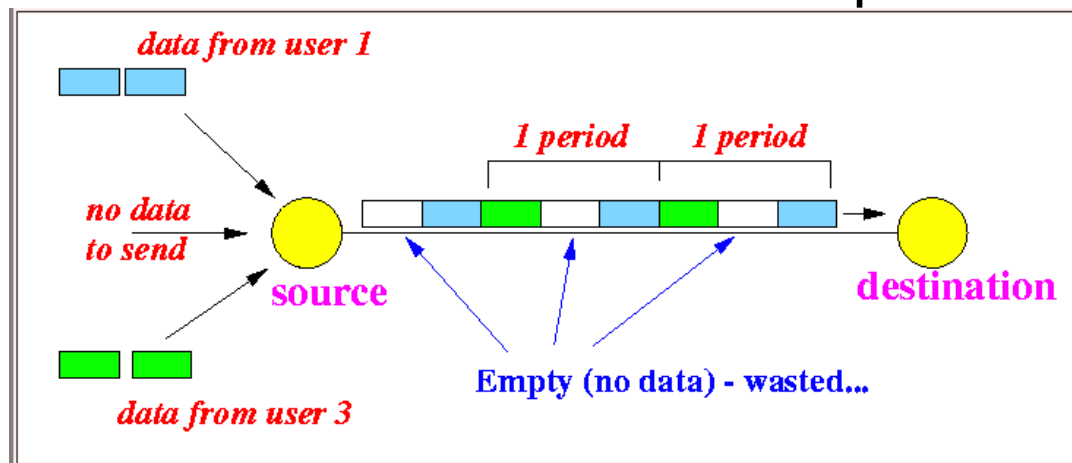 data from user 1
1 period
1 period
no data
to send
source
destination
Empty (no data) - wasted...
data from user 3